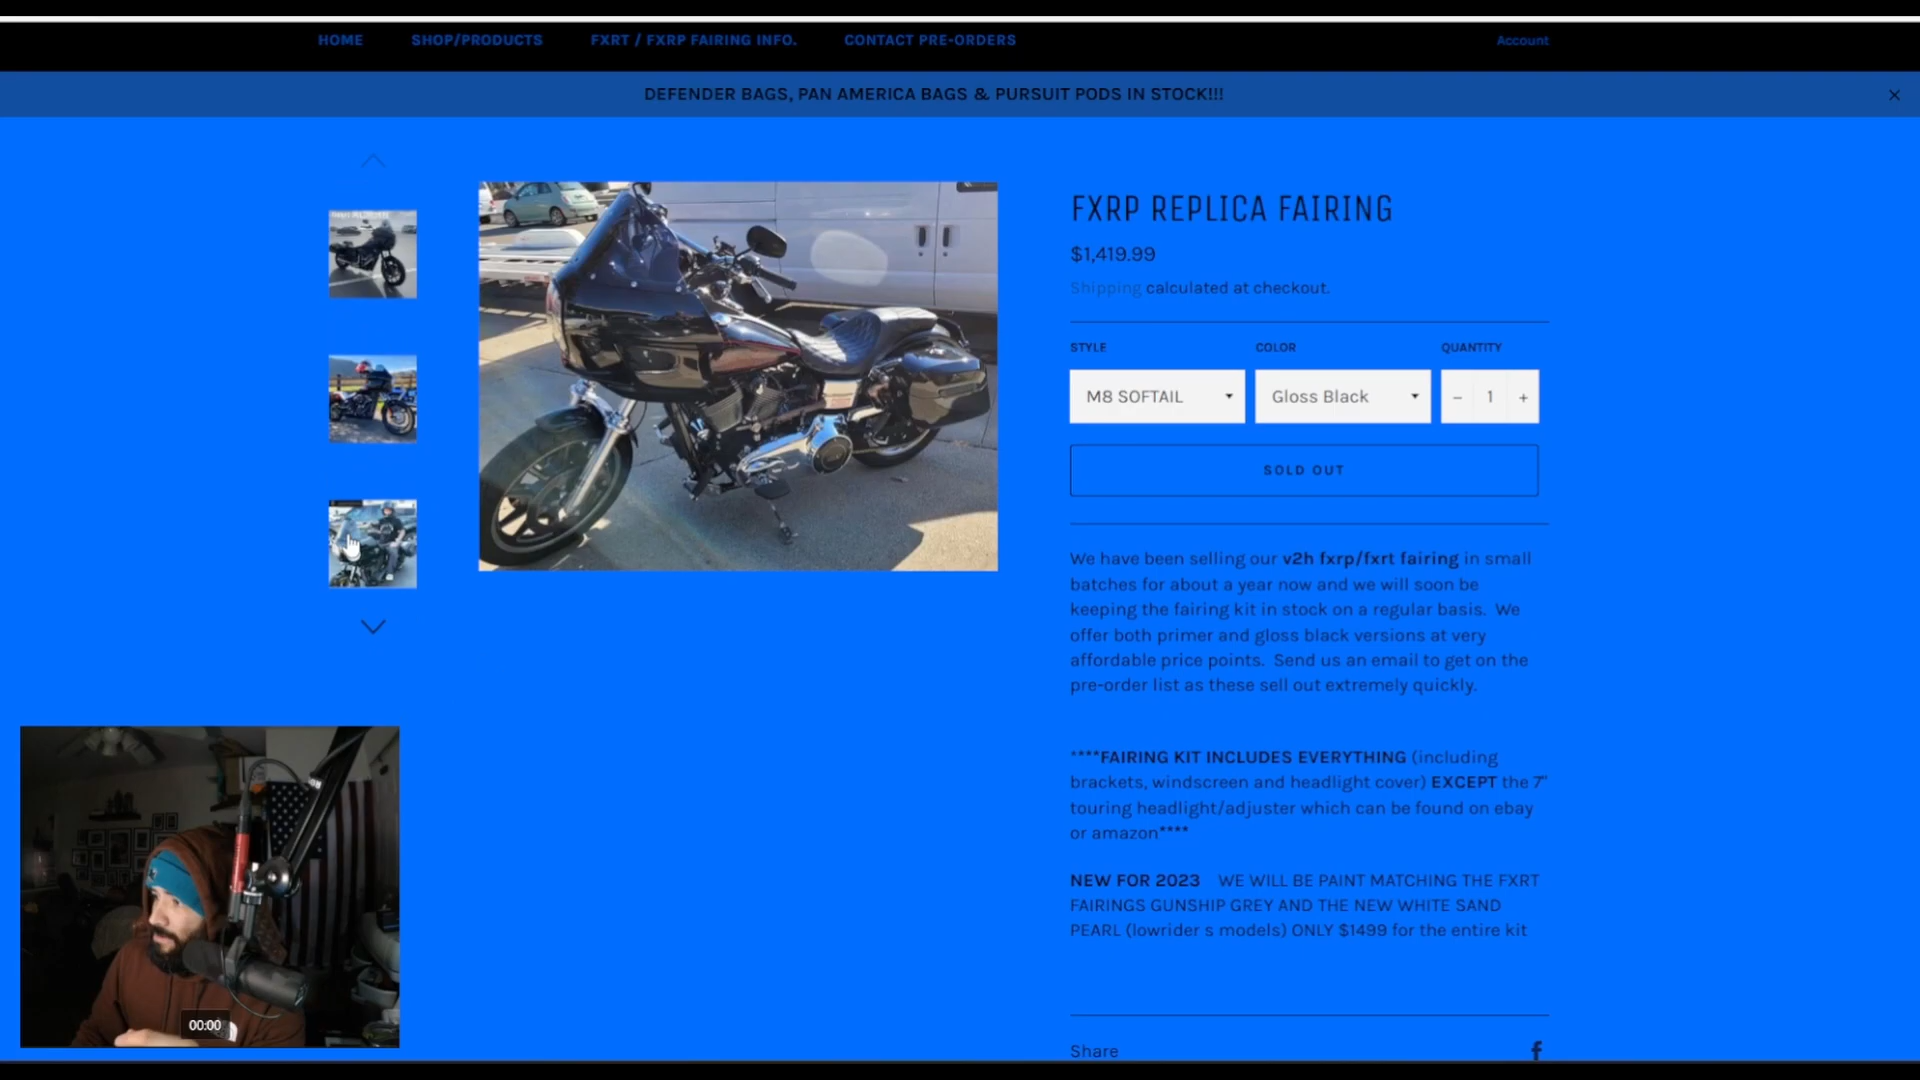 HOME SHOP/PRODUCTS FXRT / FXRP FAIRING INFO. CONTACT PRE-ORDERS Account
DEFENDER BAGS, PAN AMERICA BAGS & PURSUIT PODS IN STOCK!!!
FXRP REPLICA FAIRING
$1,419.99
Shipping calculated at checkout.
STYLE COLOR QUANTITY
M8 SOFTAIL Gloss Black − 1 +
SOLD OUT
We have been selling our v2h fxrp/fxrt fairing in small
batches for about a year now and we will soon be
keeping the fairing kit in stock on a regular basis. We
offer both primer and gloss black versions at very
affordable price points. Send us an email to get on the
pre-order list as these sell out extremely quickly.
****FAIRING KIT INCLUDES EVERYTHING (including
brackets, windscreen and headlight cover) EXCEPT the 7"
touring headlight/adjuster which can be found on ebay
or amazon****
NEW FOR 2023 WE WILL BE PAINT MATCHING THE FXRT
FAIRINGS GUNSHIP GREY AND THE NEW WHITE SAND
PEARL (lowrider s models) ONLY $1499 for the entire kit
Share
00:00